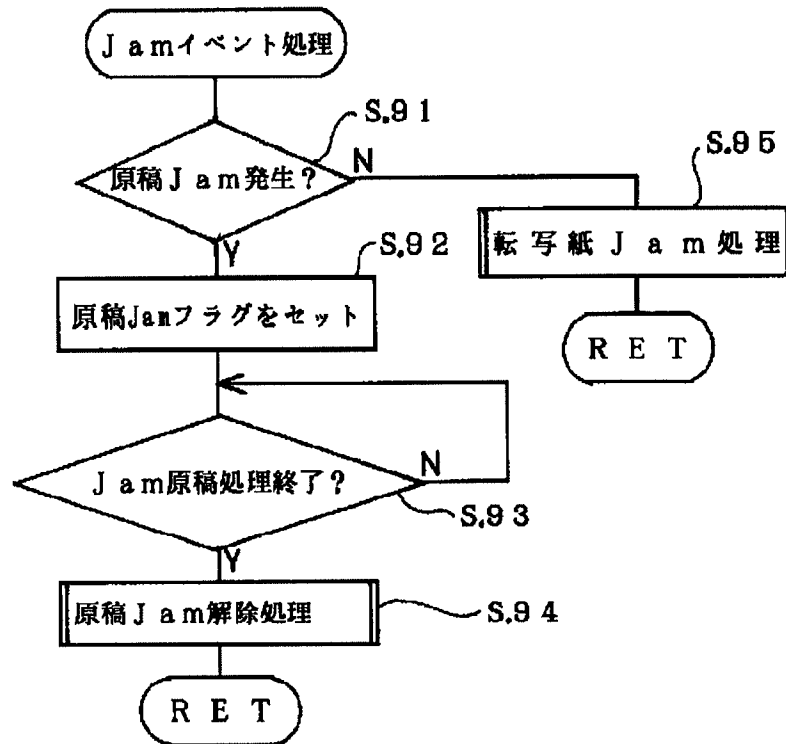 Jamイベント処理
S.91
原稿Jam発生?
N
S.95
転写紙Jam処理
RET
Y
S.92
原稿Jamフラグをセット
Jam原稿処理終了?
N
S.93
Y
原稿Jam解除処理
S.94
RET